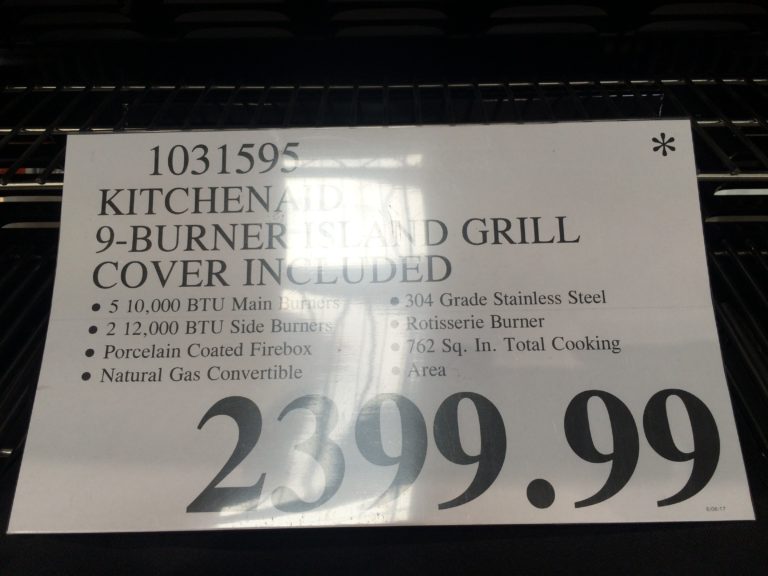 1031595 *
KITCHENAID
9-BURNER ISLAND GRILL
COVER INCLUDED
• 5 10,000 BTU Main Burners
• 2 12,000 BTU Side Burners
• Porcelain Coated Firebox
• Natural Gas Convertible
• 304 Grade Stainless Steel
• Rotisserie Burner
• 762 Sq. In. Total Cooking
• Area
2399.99